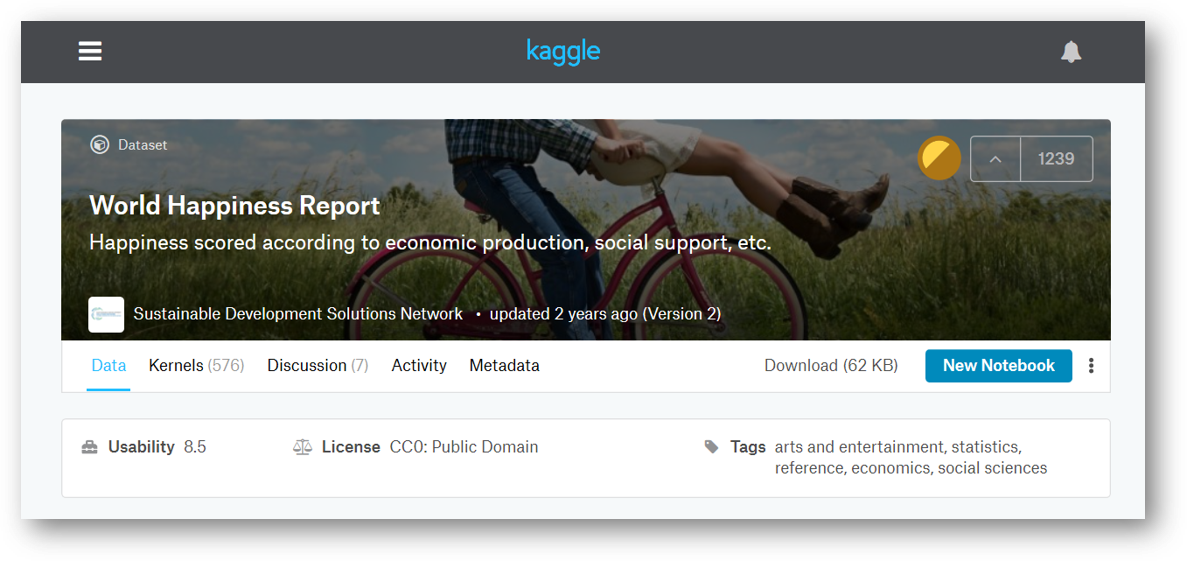 kaggle
Dataset
1239
World Happiness Report
Happiness scored according to economic production, social support, etc.
Sustainable Development Solutions Network • updated 2 years ago (Version 2)
Data Kernels (576) Discussion (7) Activity Metadata Download (62 KB) New Notebook
Usability 8.5 License CC0: Public Domain Tags arts and entertainment, statistics,
reference, economics, social sciences